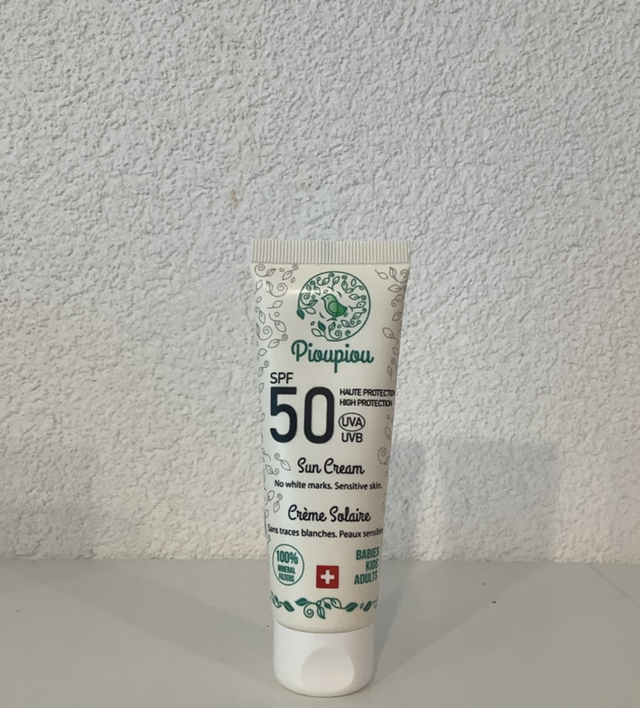 Pioupiou
SPF
50
HAUTE PROTECTION
HIGH PROTECTION
UVA
UVB
Sun Cream
No white marks. Sensitive skin.
Crème Solaire
Sans traces blanches. Peaux sensibles
100%
MINERAL
FILTERS
BABIES
KIDS
ADULTS